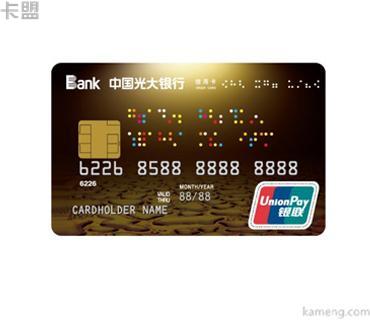 卡盟
Bank 中国光大银行 信用卡
CREDIT CARD
6226 8588 8888 8888
6226
MONTH/YEAR
VALID THRU 88/88
CARDHOLDER NAME
UnionPay
银联
kameng.com